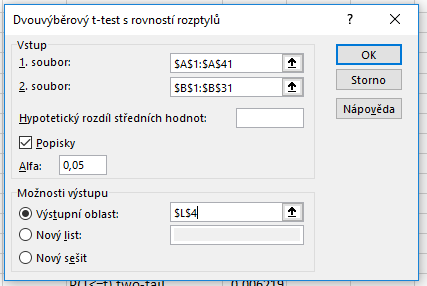 Dvouvýběrový t-test s rovností rozptylů ? ×
Vstup
1. soubor: $A$1:$A$41
2. soubor: $B$1:$B$31
Hypotetický rozdíl středních hodnot:
Popisky
Alfa: 0,05
OK
Storno
Nápověda
Možnosti výstupu
Výstupní oblast: $L$4
Nový list:
Nový sešit
P(T<=t) two-tail 0,006219